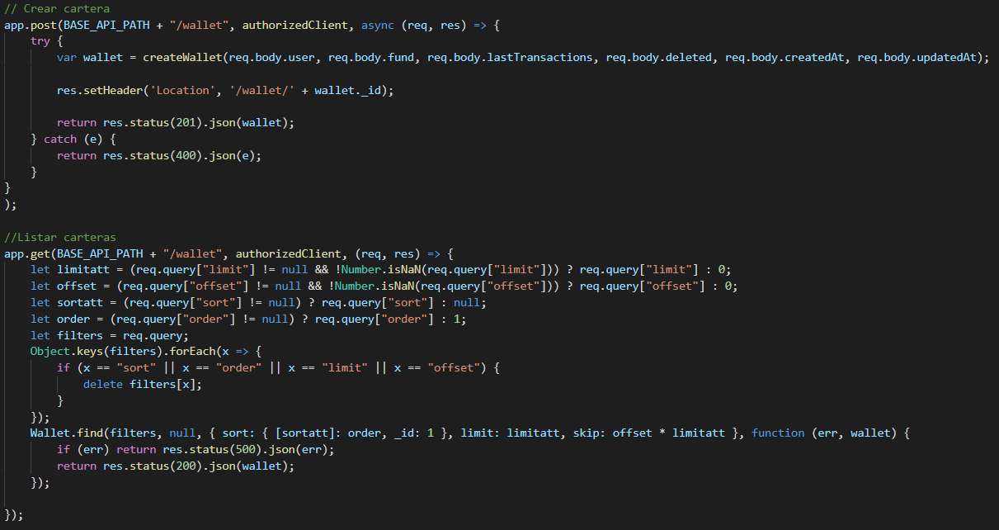 // Crear cartera
app.post(BASE_API_PATH + "/wallet", authorizedClient, async (req, res) => {
    try {
        var wallet = createWallet(req.body.user, req.body.fund, req.body.lastTransactions, req.body.deleted, req.body.createdAt, req.body.updatedAt);

        res.setHeader('Location', '/wallet/' + wallet._id);

        return res.status(201).json(wallet);
    } catch (e) {
        return res.status(400).json(e);
    }
}
);

//Listar carteras
app.get(BASE_API_PATH + "/wallet", authorizedClient, (req, res) => {
    let limitatt = (req.query["limit"] != null && !Number.isNaN(req.query["limit"])) ? req.query["limit"] : 0;
    let offset = (req.query["offset"] != null && !Number.isNaN(req.query["offset"])) ? req.query["offset"] : 0;
    let sortatt = (req.query["sort"] != null) ? req.query["sort"] : null;
    let order = (req.query["order"] != null) ? req.query["order"] : 1;
    let filters = req.query;
    Object.keys(filters).forEach(x => {
        if (x == "sort" || x == "order" || x == "limit" || x == "offset") {
            delete filters[x];
        }
    });
    Wallet.find(filters, null, { sort: { [sortatt]: order, _id: 1 }, limit: limitatt, skip: offset * limitatt }, function (err, wallet) {
        if (err) return res.status(500).json(err);
        return res.status(200).json(wallet);
    });

});